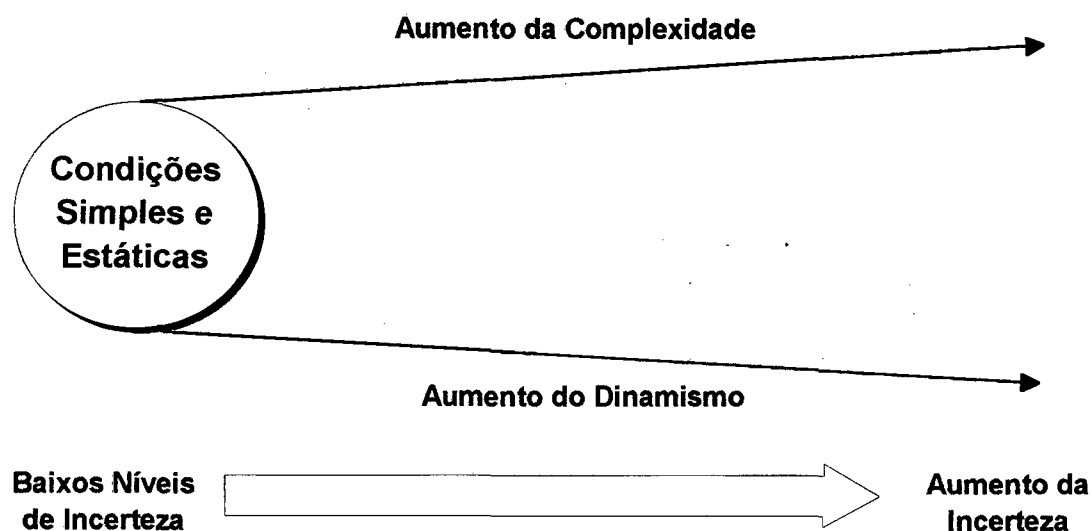 Aumento da Complexidade
Condições
Simples e
Estáticas
Aumento do Dinamismo
Baixos Níveis
de Incerteza
Aumento da
Incerteza